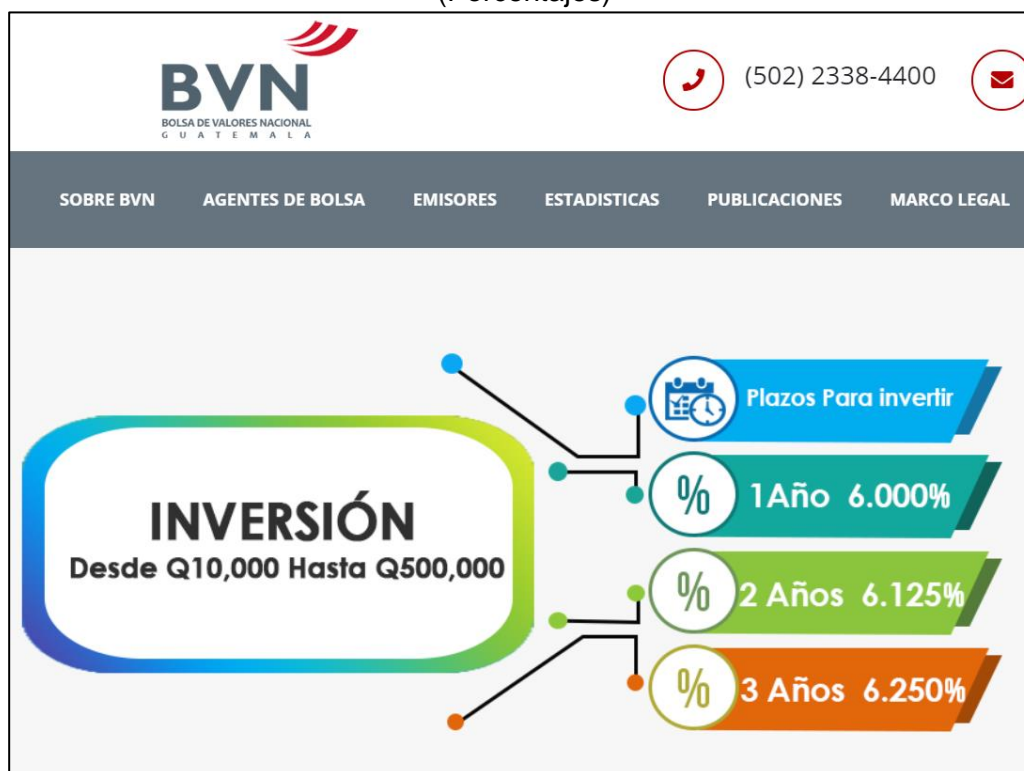 BVN
BOLSA DE VALORES NACIONAL
GUATEMALA
(502) 2338-4400
SOBRE BVN AGENTES DE BOLSA EMISORES ESTADISTICAS PUBLICACIONES MARCO LEGAL
Plazos Para invertir
INVERSIÓN
Desde Q10,000 Hasta Q500,000
% 1Año 6.000%
% 2 Años 6.125%
% 3 Años 6.250%